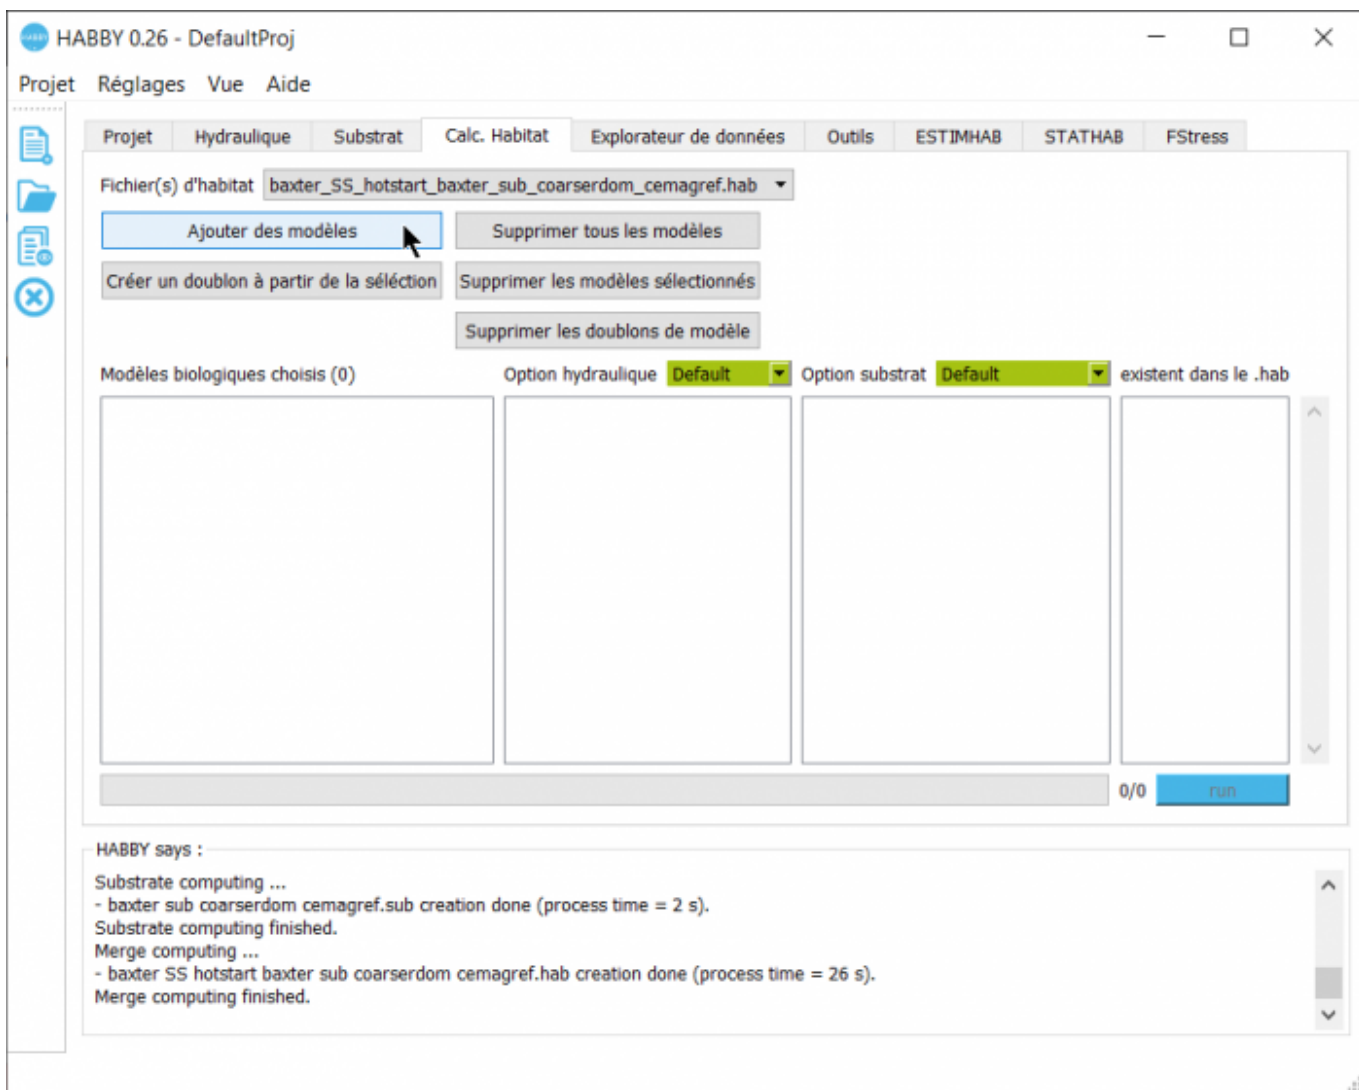 HABBY 0.26 - DefaultProj
Projet Réglages Vue Aide
Projet Hydraulique Substrat Calc. Habitat Explorateur de données Outils ESTIMHAB STATHAB FStress
Fichier(s) d'habitat baxter_SS_hotstart_baxter_sub_coarserdom_cemagref.hab
Ajouter des modèles Supprimer tous les modèles
Créer un doublon à partir de la séléction Supprimer les modèles sélectionnés
Supprimer les doublons de modèle
Modèles biologiques choisis (0) Option hydraulique Default Option substrat Default existent dans le .hab
0/0 run
HABBY says :
Substrate computing ...
- baxter sub coarserdom cemagref.sub creation done (process time = 2 s).
Substrate computing finished.
Merge computing ...
- baxter SS hotstart baxter sub coarserdom cemagref.hab creation done (process time = 26 s).
Merge computing finished.